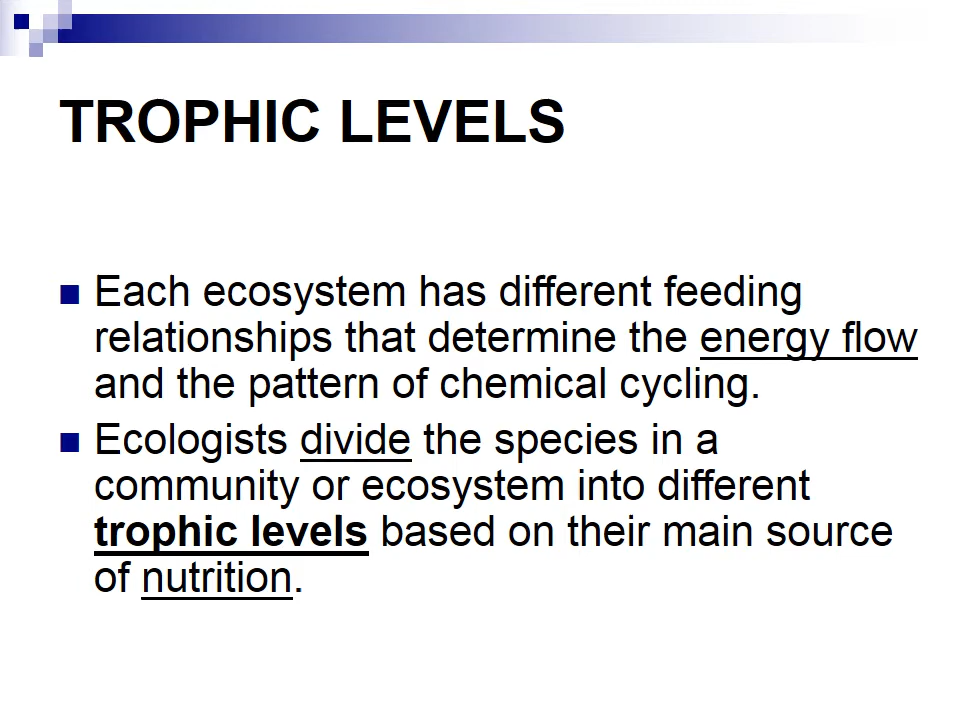 TROPHIC LEVELS
Each ecosystem has different feeding
relationships that determine the energy flow
and the pattern of chemical cycling.
Ecologists divide the species in a
community or ecosystem into different
trophic levels based on their main source
of nutrition.